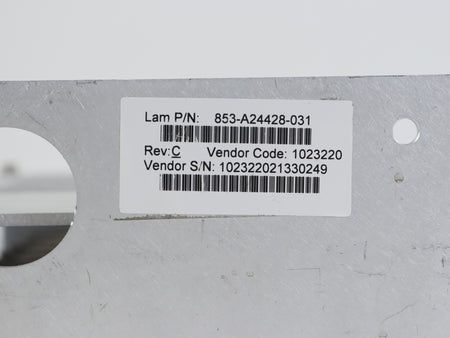 Lam P/N: 853-A24428-031
Rev:C Vendor Code: 1023220
Vendor S/N: 102322021330249